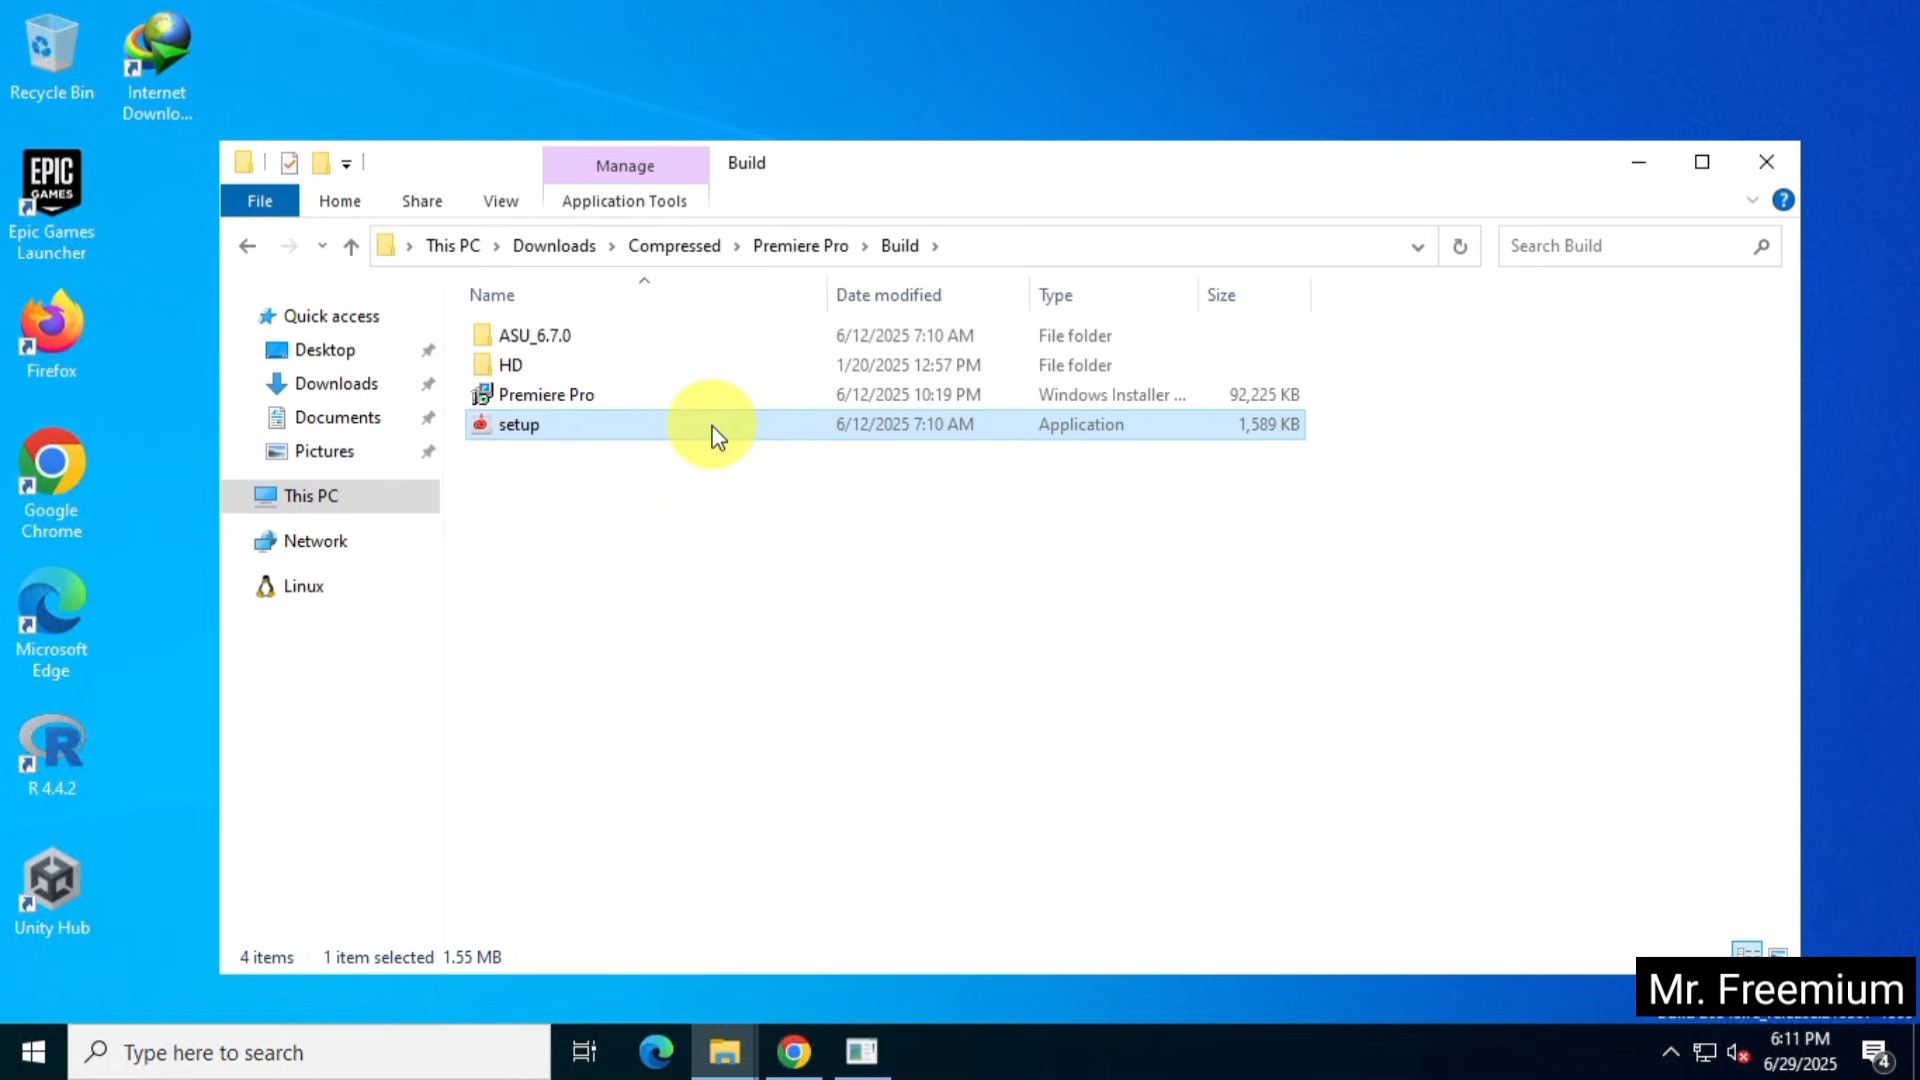 Recycle Bin
Internet
Downlo...
Epic Games
Launcher
EPIC
GAMES
Firefox
Google
Chrome
Microsoft
Edge
R 4.4.2
Unity Hub
Manage
Build
File
Home
Share
View
Application Tools
This PC
Downloads
Compressed
Premiere Pro
Build
Search Build
Name
Date modified
Type
Size
Quick access
Desktop
Downloads
Documents
Pictures
This PC
Network
Linux
ASU_6.7.0 6/12/2025 7:10 AM File folder
HD 1/20/2025 12:57 PM File folder
Premiere Pro 6/12/2025 10:19 PM Windows Installer ... 92,225 KB
setup 6/12/2025 7:10 AM Application 1,589 KB
4 items 1 item selected 1.55 MB
Mr. Freemium
Type here to search
6:11 PM
6/29/2025
4